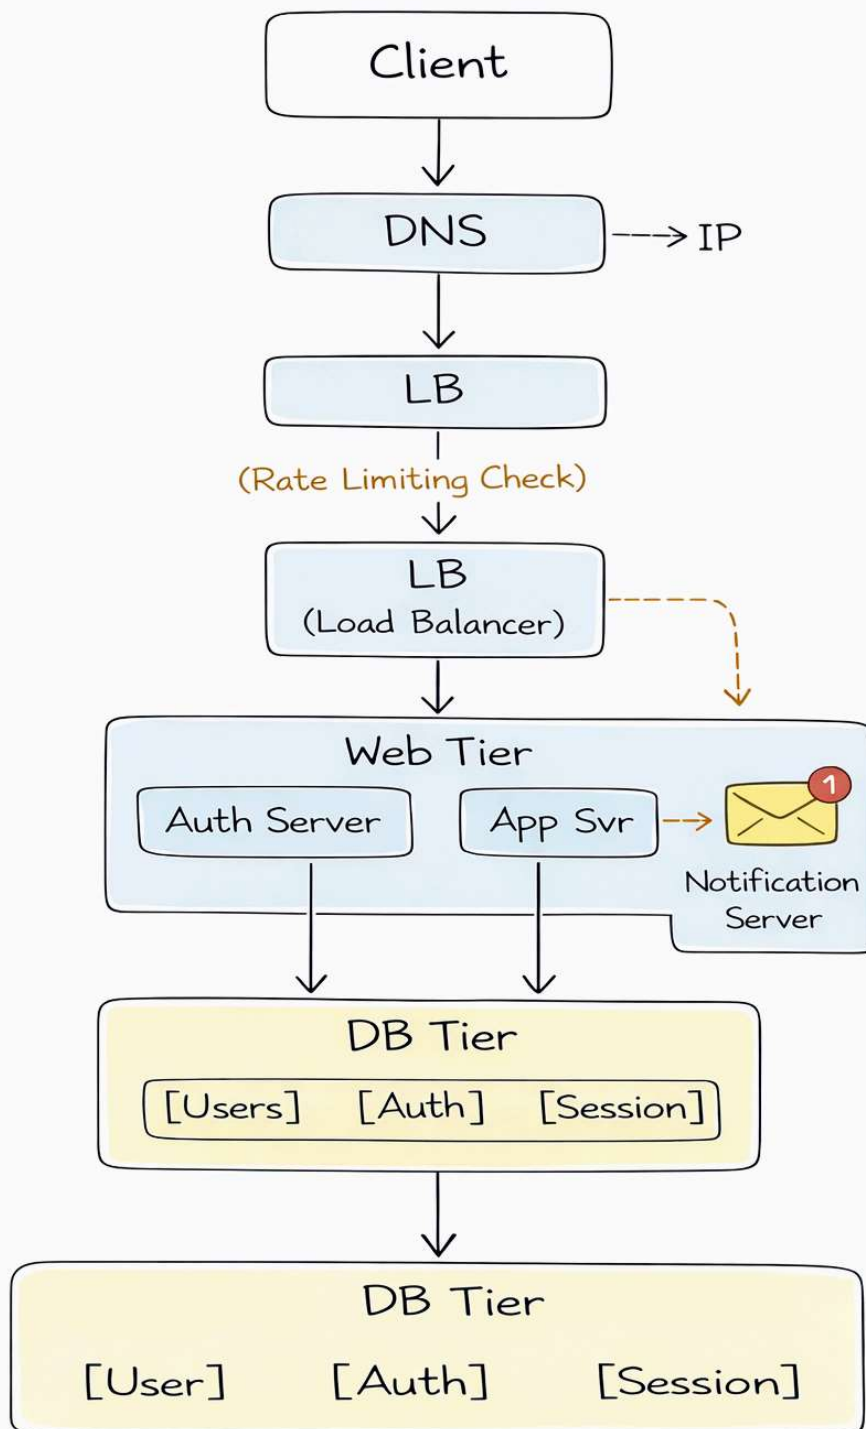 Client
DNS
IP
LB
(Rate Limiting Check)
LB
(Load Balancer)
Web Tier
Auth Server
App Svr
1
Notification
Server
DB Tier
[Users] [Auth] [Session]
DB Tier
[User] [Auth] [Session]